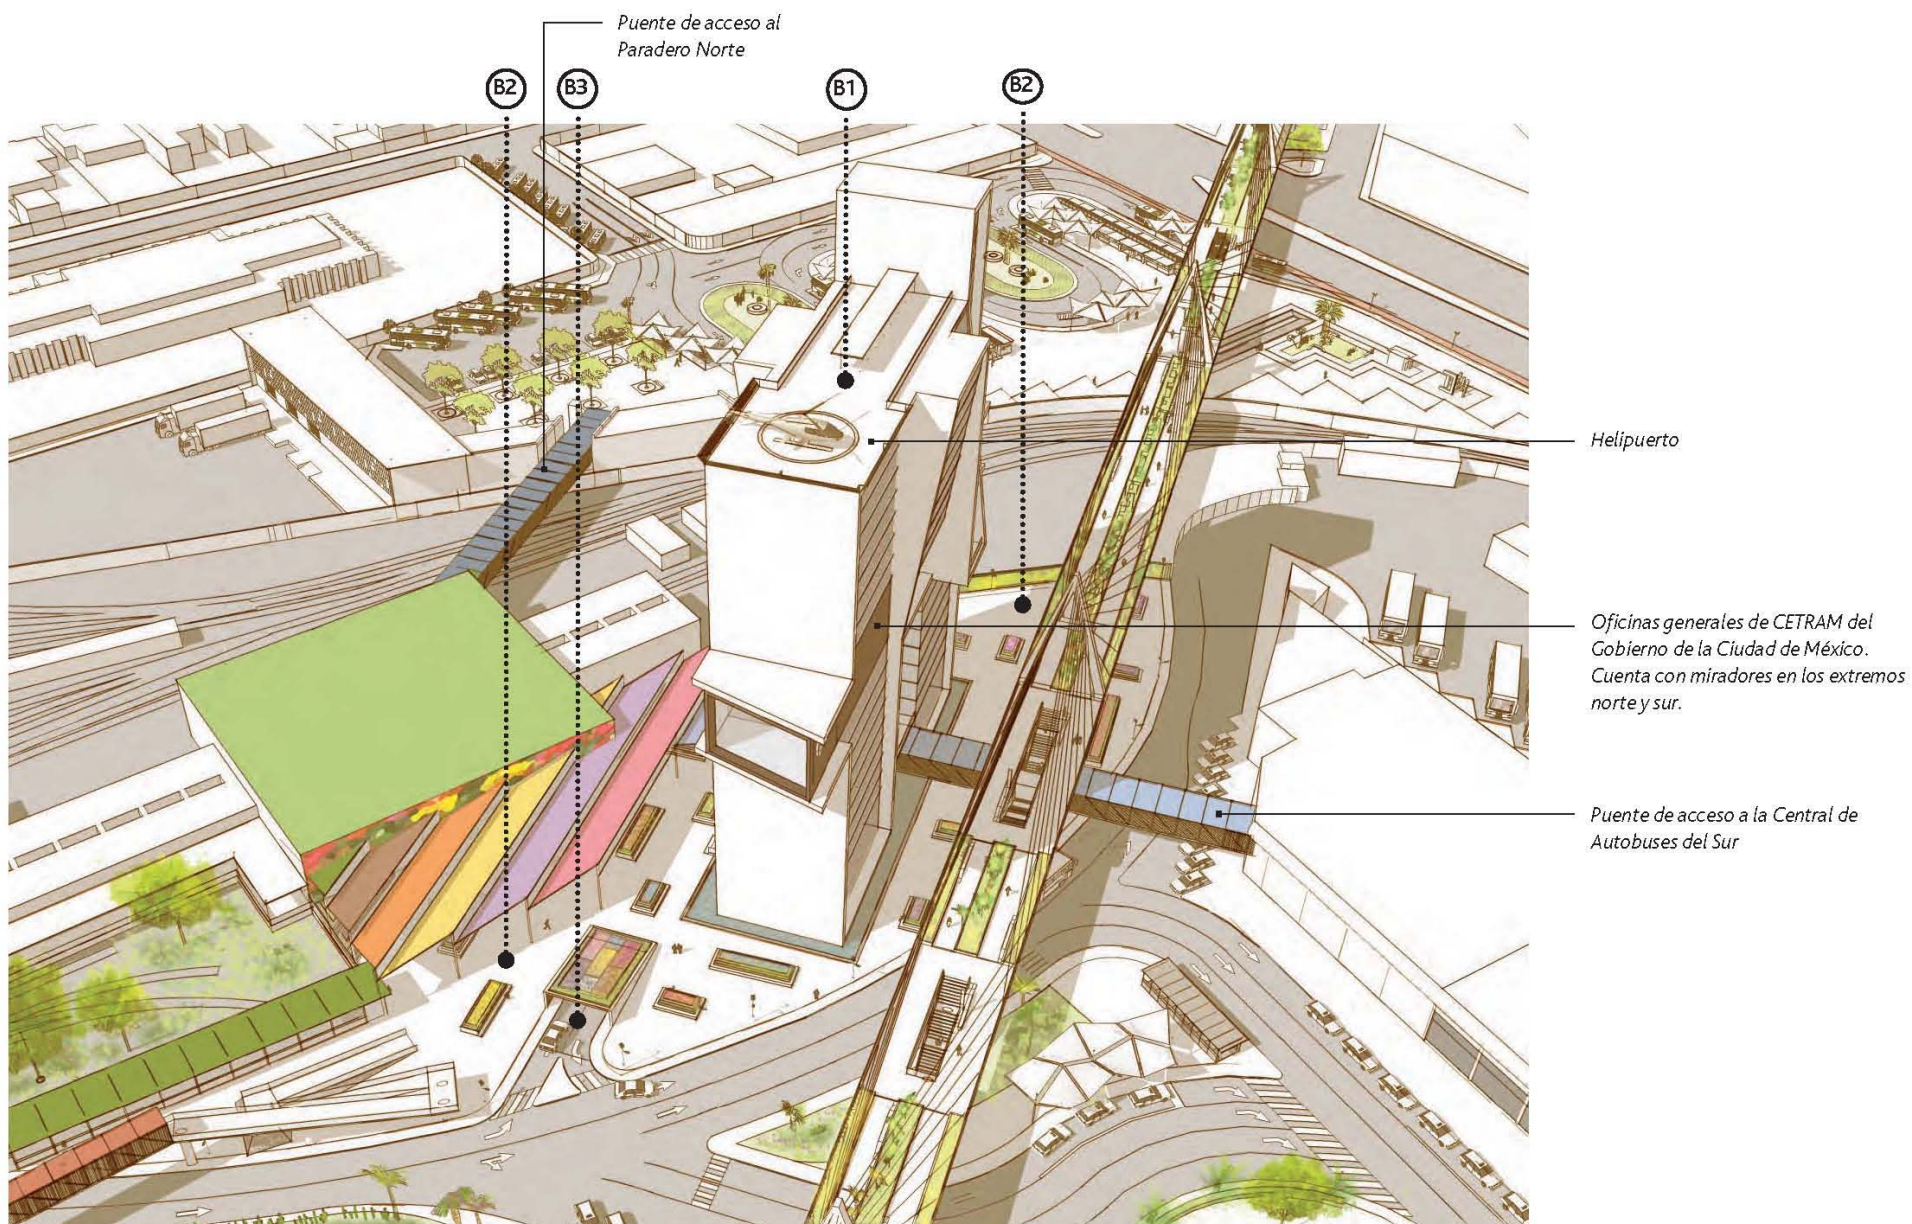 Puente de acceso al
Paradero Norte
B2
B3
B1
B2
Helipuerto
Oficinas generales de CETRAM del
Gobierno de la Ciudad de México.
Cuenta con miradores en los extremos
norte y sur.
Puente de acceso a la Central de
Autobuses del Sur